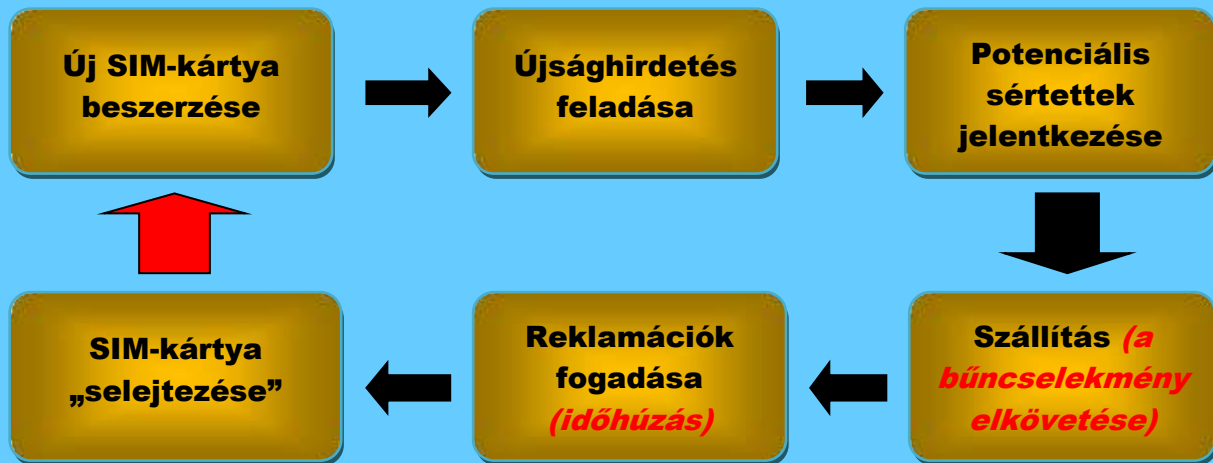 Új SIM-kártya
beszerzése
Újsághirdetés
feladása
Potenciális
sértettek
jelentkezése
Szállítás (a
bűncselekmény
elkövetése)
Reklamációk
fogadása
(időhúzás)
SIM-kártya
„selejtezése”